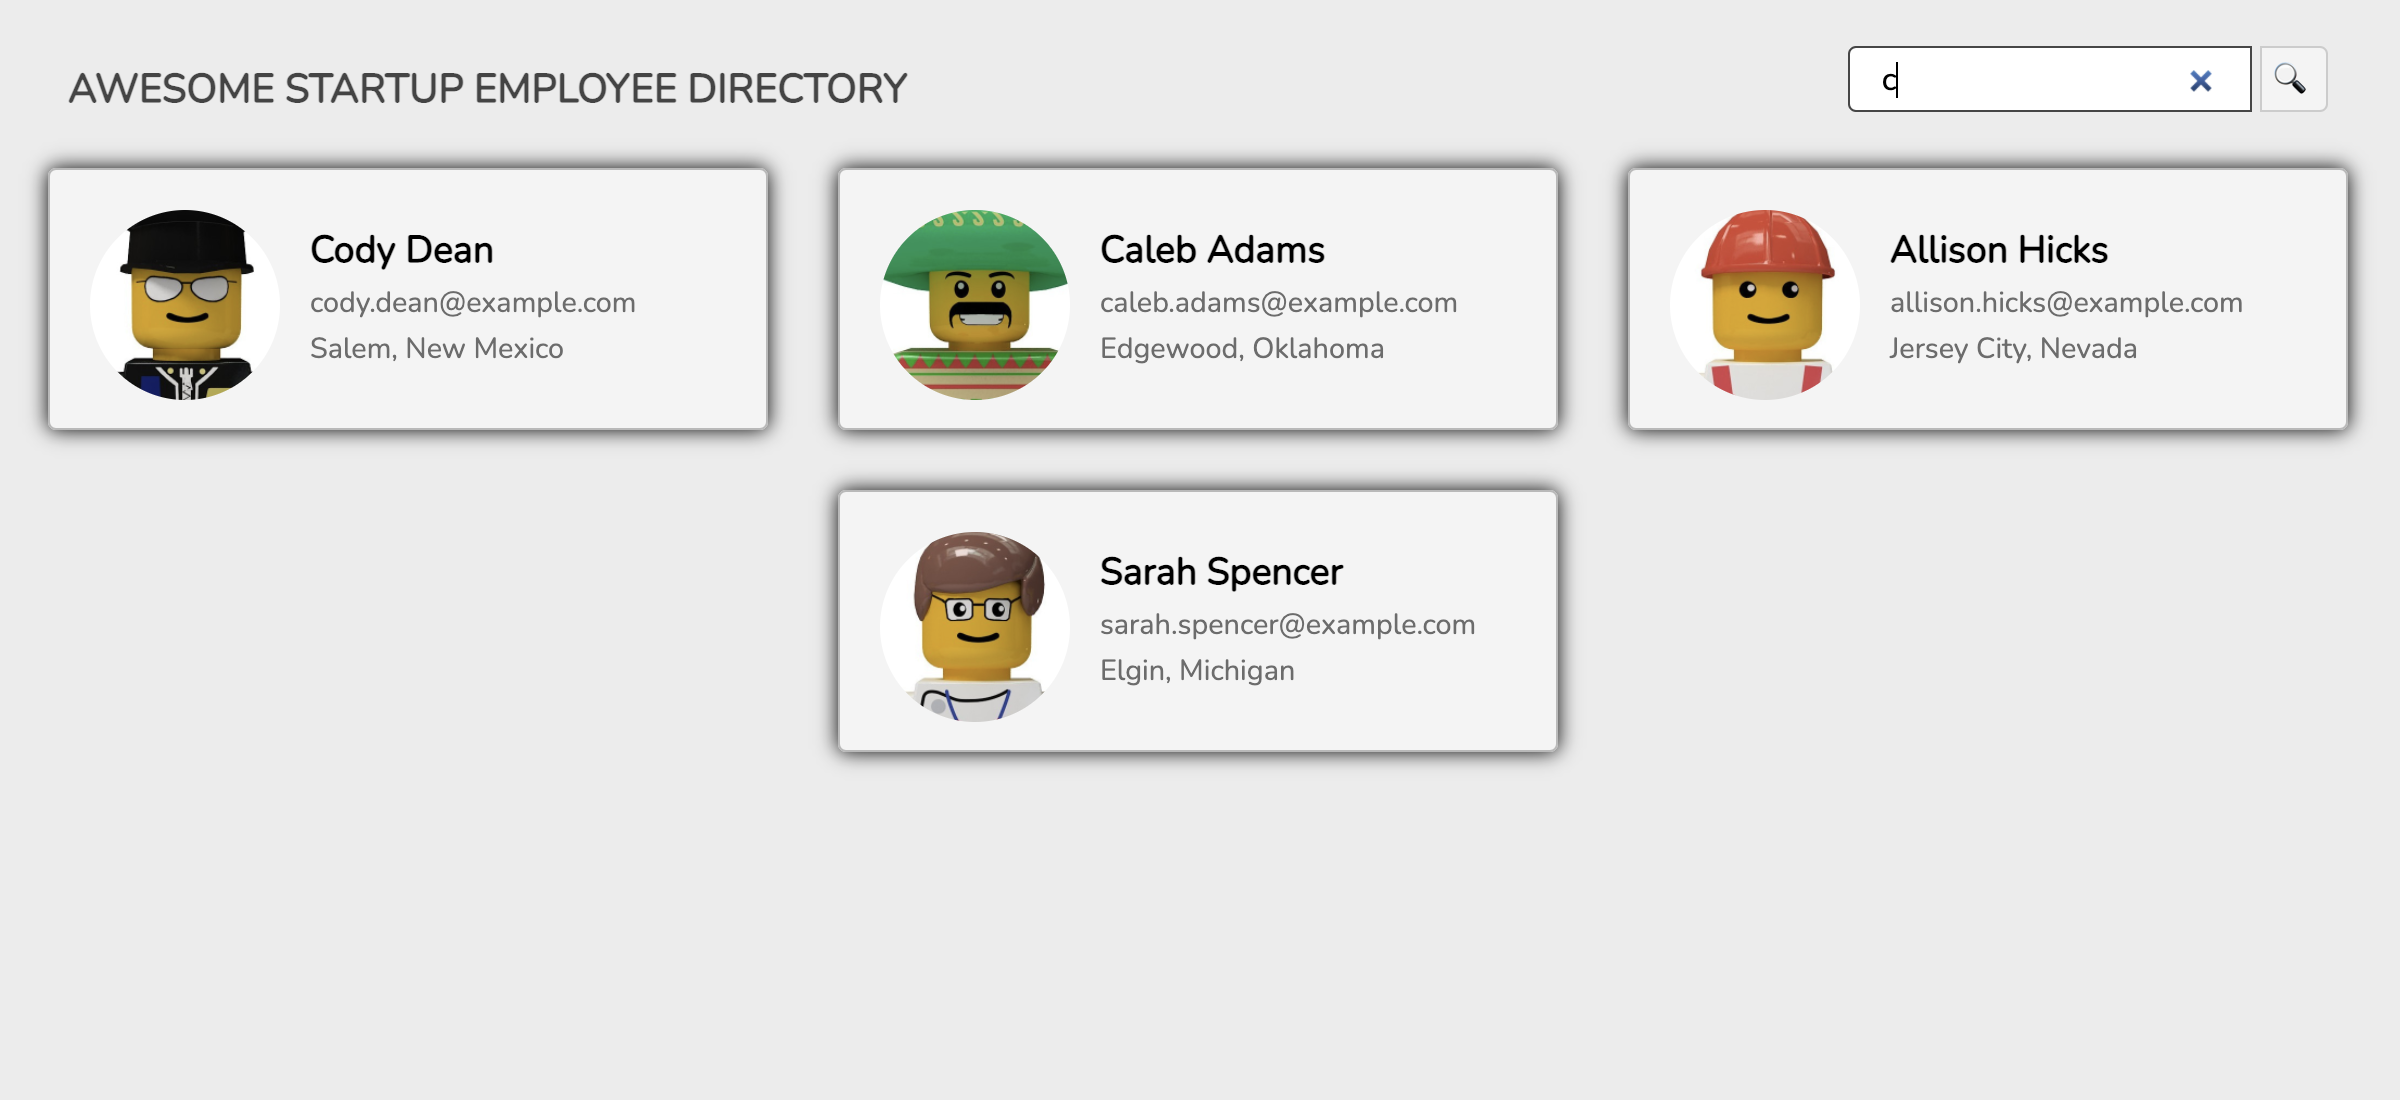 AWESOME STARTUP EMPLOYEE DIRECTORY
c
Cody Dean
cody.dean@example.com
Salem, New Mexico
Caleb Adams
caleb.adams@example.com
Edgewood, Oklahoma
Allison Hicks
allison.hicks@example.com
Jersey City, Nevada
Sarah Spencer
sarah.spencer@example.com
Elgin, Michigan